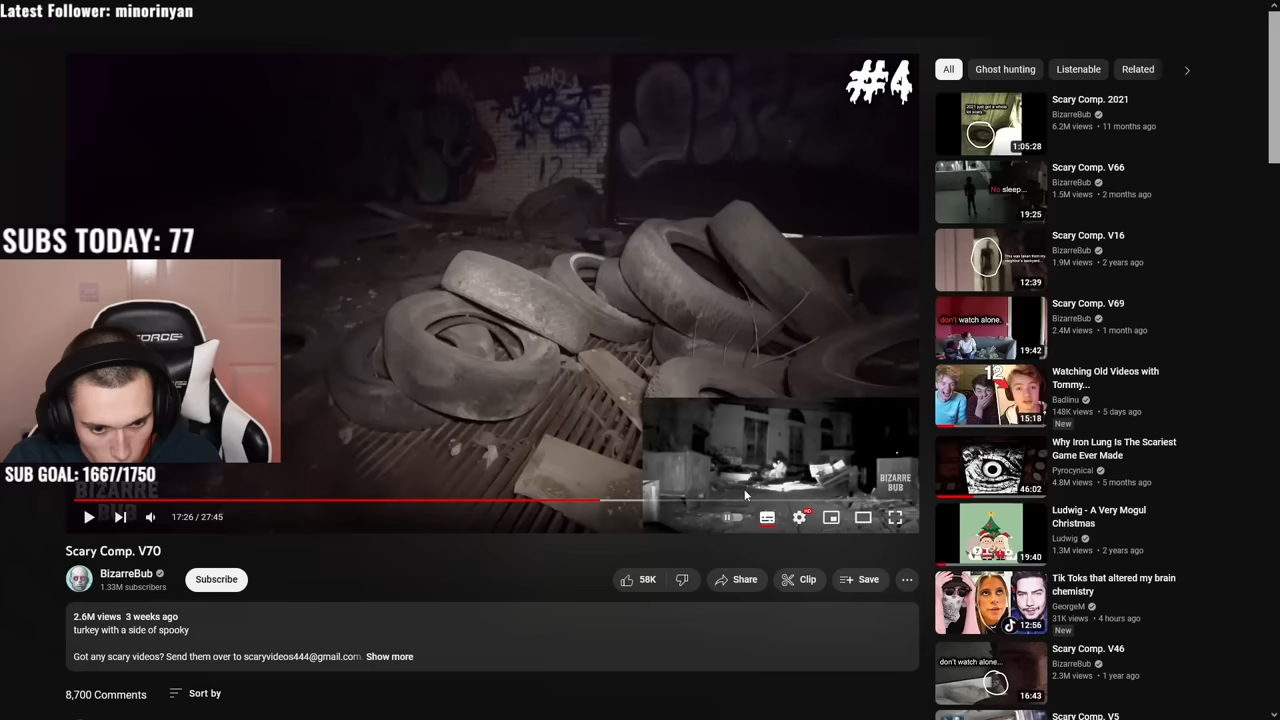 Latest Follower: minorinyan
#4
SUBS TODAY: 77
SUB GOAL: 1667/1750
BIZARRE
BUB
BIZARRE
BUB
17:26 / 27:45
HD
Scary Comp. V70
BizarreBub
1.33M subscribers
Subscribe
58K
Share
Clip
Save
2.6M views 3 weeks ago
turkey with a side of spooky
Got any scary videos? Send them over to scaryvideos444@gmail.com. Show more
8,700 Comments
Sort by
All
Ghost hunting
Listenable
Related
Scary Comp. 2021
BizarreBub
6.2M views • 11 months ago
1:05:28
No sleep...
Scary Comp. V66
BizarreBub
1.5M views • 2 months ago
19:25
Scary Comp. V16
BizarreBub
1.9M views • 2 years ago
12:39
don't watch alone.
Scary Comp. V69
BizarreBub
2.4M views • 1 month ago
19:42
12
Watching Old Videos with
Tommy...
Badlinu
148K views • 5 days ago
New
15:18
Why Iron Lung Is The Scariest
Game Ever Made
Pyrocynical
4.8M views • 5 months ago
46:02
Ludwig - A Very Mogul
Christmas
Ludwig
1.3M views • 2 years ago
19:40
Tik Toks that altered my brain
chemistry
GeorgeM
31K views • 4 hours ago
New
12:56
don't watch alone...
Scary Comp. V46
BizarreBub
2.3M views • 1 year ago
16:43
Scary Comp. V5